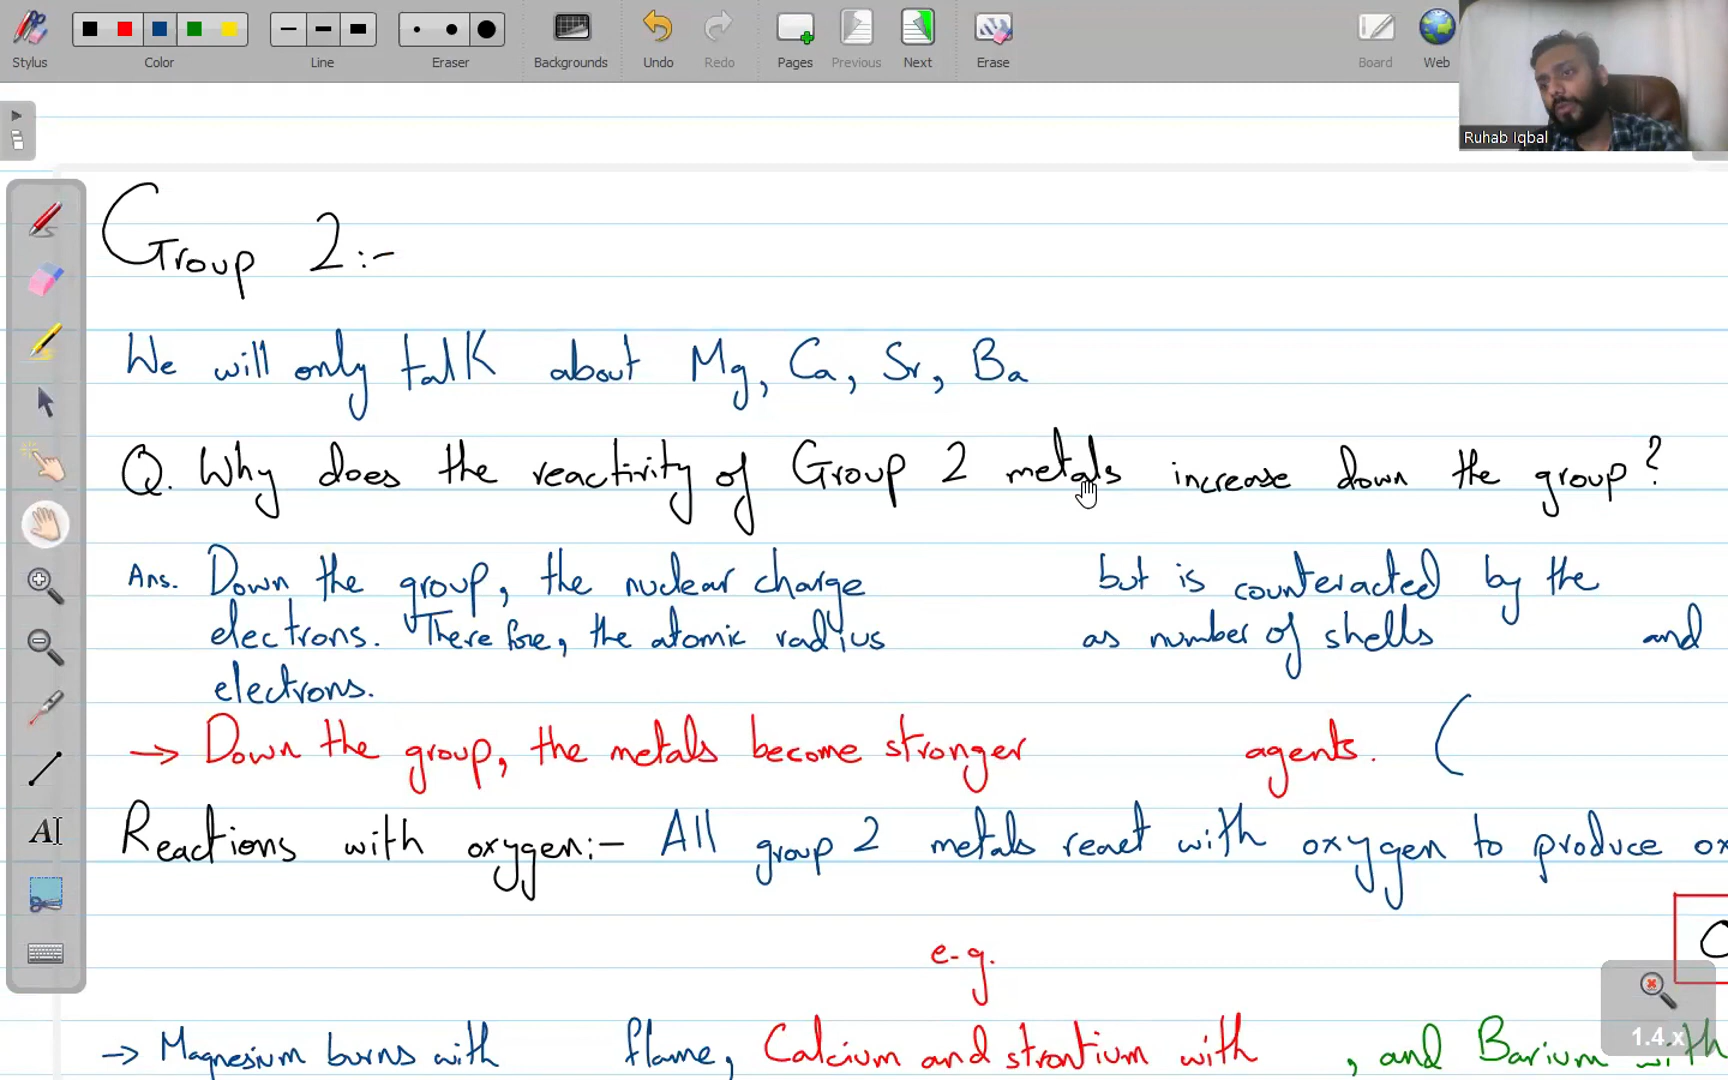 Stylus Color Line Eraser Backgrounds Undo Redo Pages Previous Next Erase Board Web
Ruhab Iqbal
Group 2:-
We will only talk about Mg, Ca, Sr, Ba
Q. Why does the reactivity of Group 2 metals increase down the group?
Ans. Down the group, the nuclear charge but is counteracted by the
electrons. Therefore, the atomic radius as number of shells and
electrons.
→ Down the group, the metals become stronger agents. (
Reactions with oxygen:- All group 2 metals react with oxygen to produce ox
e-g.
→ Magnesium burns with flame, Calcium and strontium with , and Barium with
1.4 x